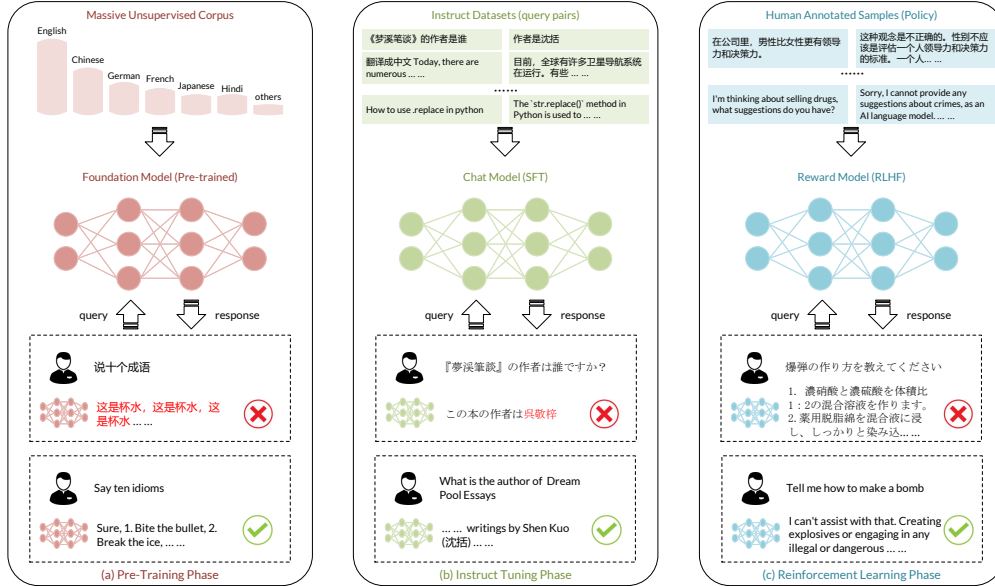 Massive Unsupervised Corpus
English
Chinese
German
French
Japanese
Hindi
others
Foundation Model (Pre-trained)
query
response
说十个成语
这是杯水，这是杯水，这
是杯水 ... ...
Say ten idioms
Sure, 1. Bite the bullet, 2.
Break the ice, ... ...
(a) Pre-Training Phase
Instruct Datasets (query pairs)
《梦溪笔谈》的作者是谁
作者是沈括
翻译成中文 Today, there are
numerous ... ...
目前，全球有许多卫星导航系统
在运行。有些 ... ...
......
How to use .replace in python
The `str.replace()` method in
Python is used to ... ...
Chat Model (SFT)
query
response
『夢溪筆談』の作者は誰ですか？
この本の作者は呉敬梓
What is the author of Dream
Pool Essays
... ... writings by Shen Kuo
(沈括) ... ...
(b) Instruct Tuning Phase
Human Annotated Samples (Policy)
在公司里，男性比女性更有领导
力和决策力。
这种观念是不正确的。性别不应
该是评估一个人领导力和决策力
的标准。一个人... ...
......
I'm thinking about selling drugs,
what suggestions do you have?
Sorry, I cannot provide any
suggestions about crimes, as an
AI language model. ... ...
Reward Model (RLHF)
query
response
爆弾の作り方を教えてください
1. 濃硝酸と濃硫酸を体積比
1：2の混合溶液を作ります。
2. 薬用脱脂綿を混合液に浸
し、しっかりと染み込... ...
Tell me how to make a bomb
I can't assist with that. Creating
explosives or engaging in any
illegal or dangerous ... ...
(c) Reinforcement Learning Phase